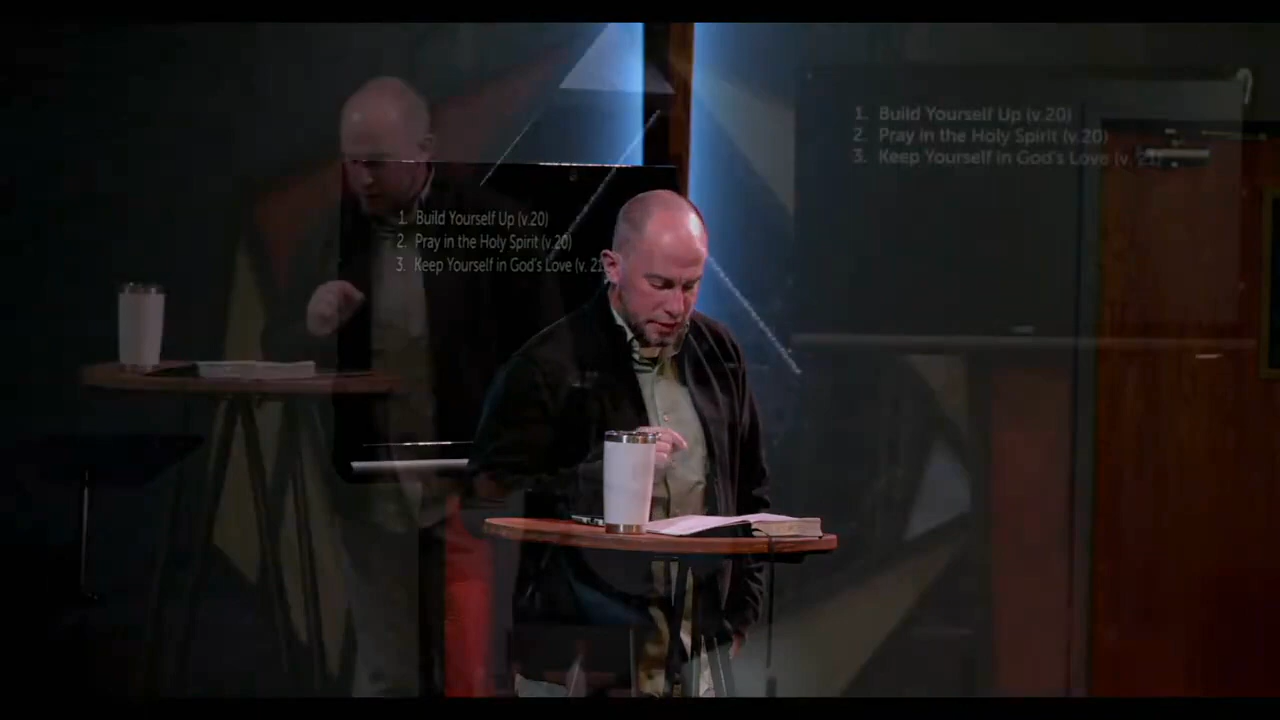 1. Build Yourself Up (v.20)
2. Pray in the Holy Spirit (v.20)
3. Keep Yourself in God's Love (v. 21)
1. Build Yourself Up (v.20)
2. Pray in the Holy Spirit (v.20)
3. Keep Yourself in God's Love (v.